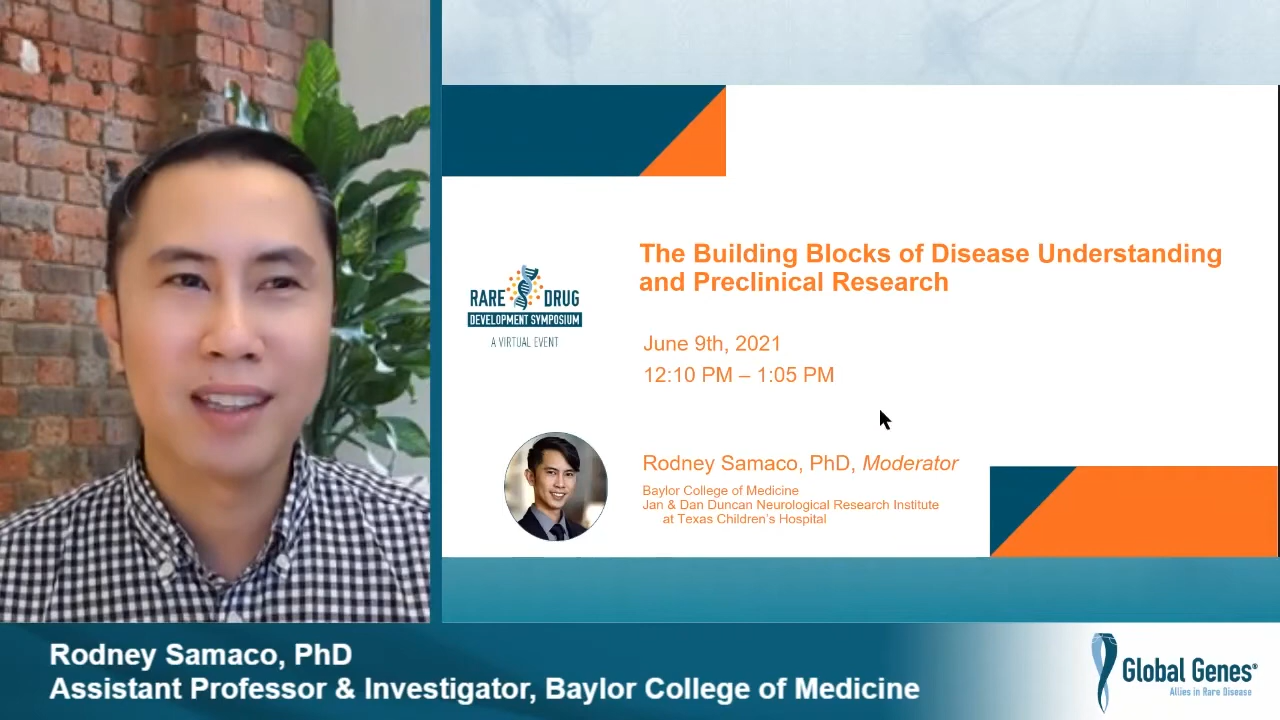 RARE DRUG
DEVELOPMENT SYMPOSIUM
A VIRTUAL EVENT
The Building Blocks of Disease Understanding
and Preclinical Research
June 9th, 2021
12:10 PM – 1:05 PM
Rodney Samaco, PhD, Moderator
Baylor College of Medicine
Jan & Dan Duncan Neurological Research Institute
at Texas Children's Hospital
Rodney Samaco, PhD
Assistant Professor & Investigator, Baylor College of Medicine
Global Genes®
Allies in Rare Disease